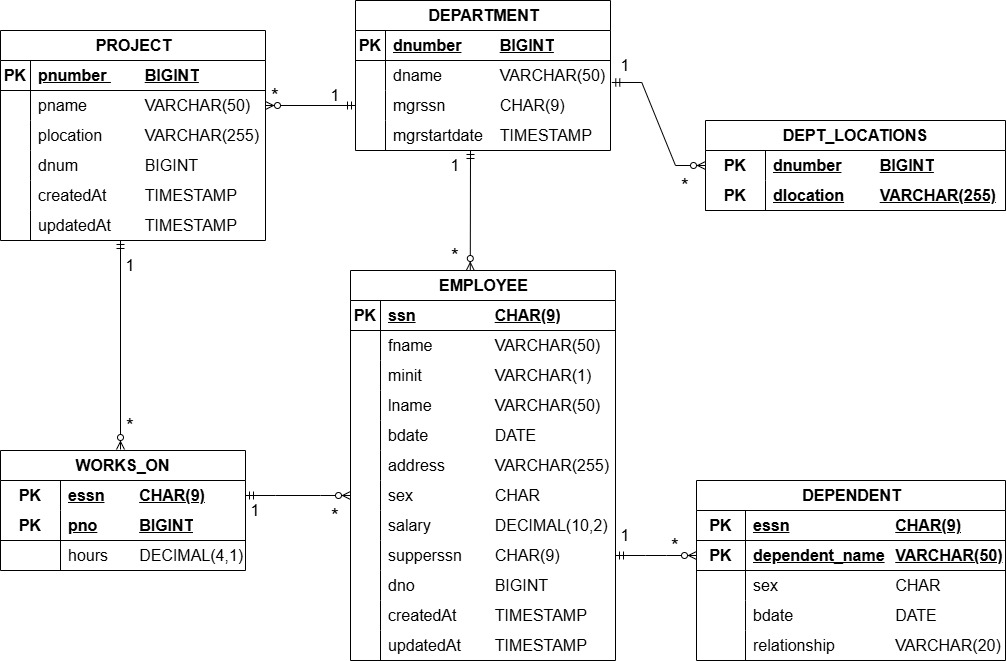 PROJECT
PK pnumber BIGINT
pname VARCHAR(50)
plocation VARCHAR(255)
dnum BIGINT
createdAt TIMESTAMP
updatedAt TIMESTAMP
* 1
DEPARTMENT
PK dnumber BIGINT
dname VARCHAR(50)
mgrssn CHAR(9)
mgrstartdate TIMESTAMP
1
*
DEPT_LOCATIONS
PK dnumber BIGINT
PK dlocation VARCHAR(255)
1
*
1
*
EMPLOYEE
PK ssn CHAR(9)
fname VARCHAR(50)
minit VARCHAR(1)
lname VARCHAR(50)
bdate DATE
address VARCHAR(255)
sex CHAR
salary DECIMAL(10,2)
supperssn CHAR(9)
dno BIGINT
createdAt TIMESTAMP
updatedAt TIMESTAMP
WORKS_ON
PK essn CHAR(9)
PK pno BIGINT
hours DECIMAL(4,1)
1 *
1 *
DEPENDENT
PK essn CHAR(9)
PK dependent_name VARCHAR(50)
sex CHAR
bdate DATE
relationship VARCHAR(20)